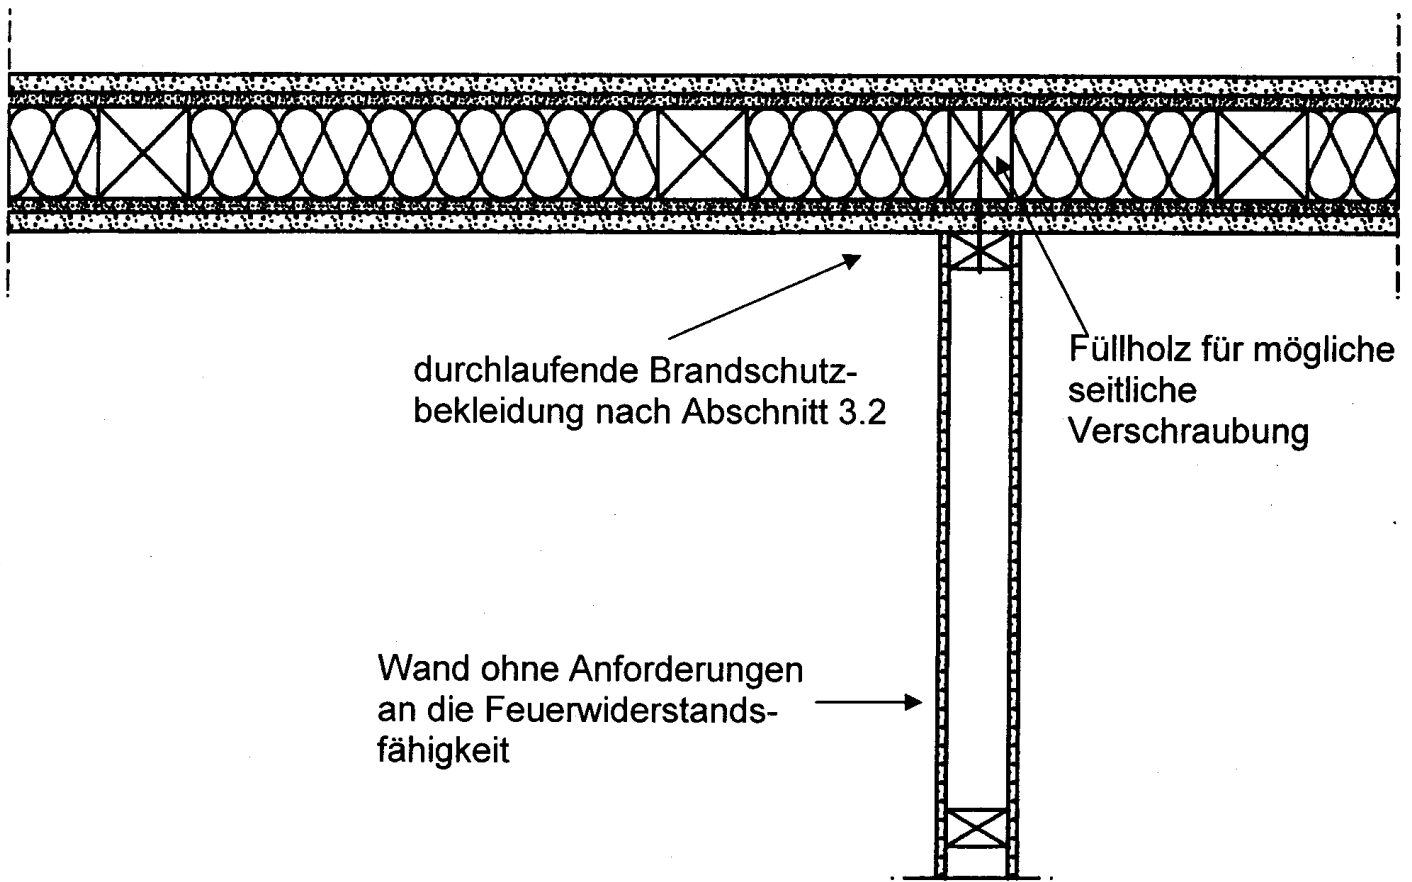 durchlaufende Brandschutz-
bekleidung nach Abschnitt 3.2
Füllholz für mögliche
seitliche
Verschraubung
Wand ohne Anforderungen
an die Feuerwiderstands-
fähigkeit